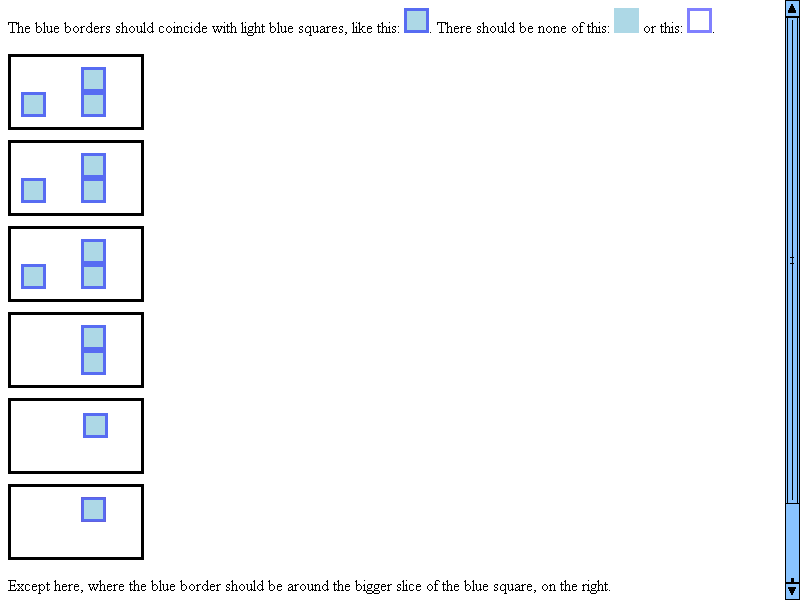 The blue borders should coincide with light blue squares, like this: . There should be none of this: or this: .
Except here, where the blue border should be around the bigger slice of the blue square, on the right.